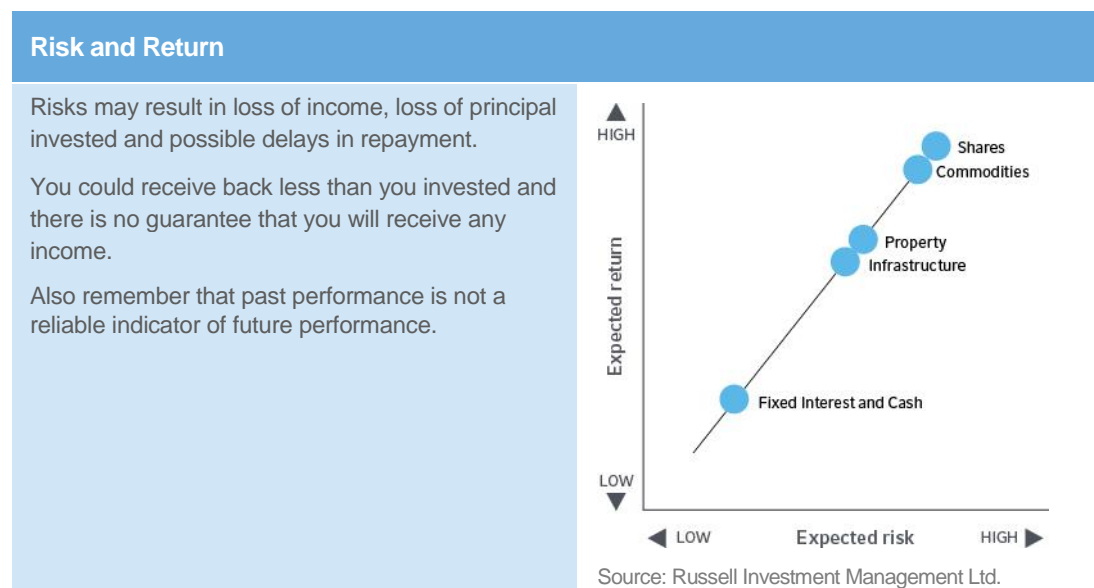 Risk and Return
Risks may result in loss of income, loss of principal
invested and possible delays in repayment.
You could receive back less than you invested and
there is no guarantee that you will receive any
income.
Also remember that past performance is not a
reliable indicator of future performance.
HIGH
Shares
Commodities
Property
Infrastructure
Expected return
Fixed Interest and Cash
LOW
LOW
Expected risk
HIGH
Source: Russell Investment Management Ltd.